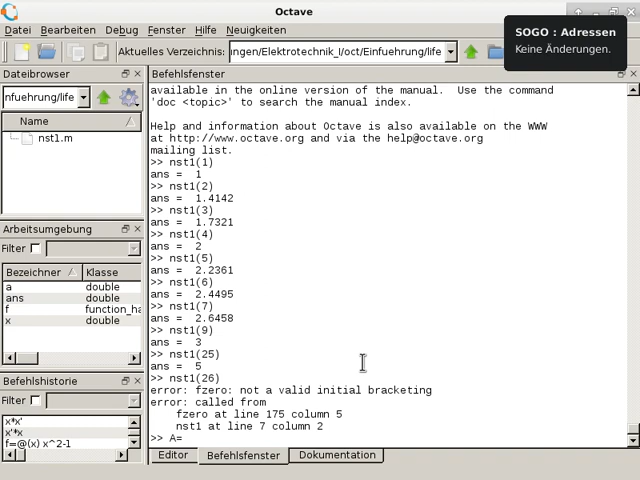 Octave
Datei Bearbeiten Debug Fenster Hilfe Neuigkeiten
SOGO : Adressen
Keine Änderungen.
Aktuelles Verzeichnis: ıngen/Elektrotechnik_I/oct/Einfuehrung/life
Dateibrowser
nfuehrung/life
Name
nst1.m
Arbeitsumgebung
Filter
Bezeichner Klasse
a double
ans double
f function_ha
x double
Befehlshistorie
Filter
x*x'
x'*x
f=@(x) x^2-1
Befehlsfenster
available in the online version of the manual.  Use the command
'doc <topic>' to search the manual index.
Help and information about Octave is also available on the WWW
at http://www.octave.org and via the help@octave.org
mailing list.
>> nst1(1)
ans =  1
>> nst1(2)
ans =  1.4142
>> nst1(3)
ans =  1.7321
>> nst1(4)
ans =  2
>> nst1(5)
ans =  2.2361
>> nst1(6)
ans =  2.4495
>> nst1(7)
ans =  2.6458
>> nst1(9)
ans =  3
>> nst1(25)
ans =  5
>> nst1(26)
error: fzero: not a valid initial bracketing
error: called from
    fzero at line 175 column 5
    nst1 at line 7 column 2
>> A=
Editor Befehlsfenster Dokumentation